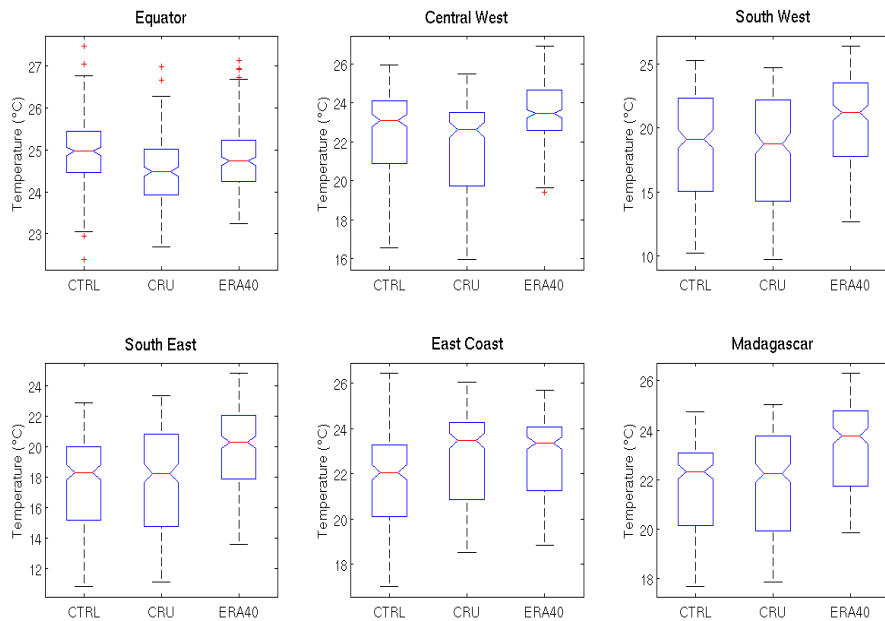 Equator
Temperature (°C)
27
26
25
24
23
CTRL CRU ERA40
Central West
Temperature (°C)
26
24
22
20
18
16
CTRL CRU ERA40
South West
Temperature (°C)
25
20
15
10
CTRL CRU ERA40
South East
Temperature (°C)
24
22
20
18
16
14
12
CTRL CRU ERA40
East Coast
Temperature (°C)
26
24
22
20
18
CTRL CRU ERA40
Madagascar
Temperature (°C)
26
24
22
20
18
CTRL CRU ERA40